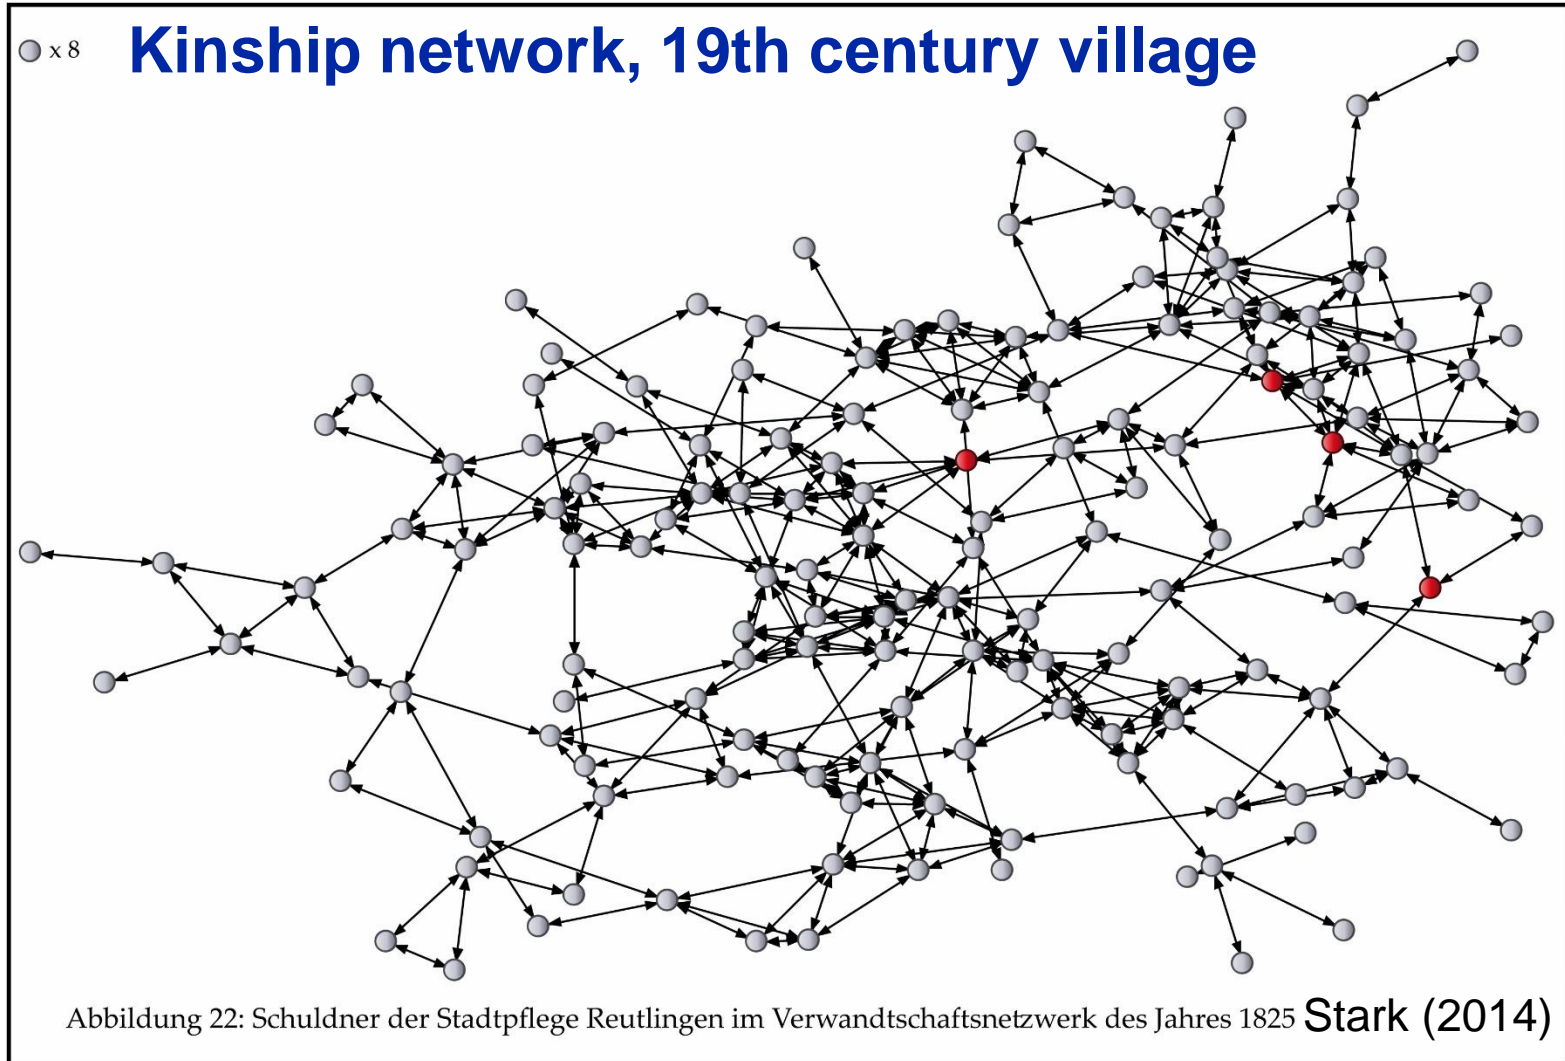 x 8
Kinship network, 19th century village
Abbildung 22: Schuldner der Stadtpflege Reutlingen im Verwandtschaftsnetzwerk des Jahres 1825 Stark (2014)